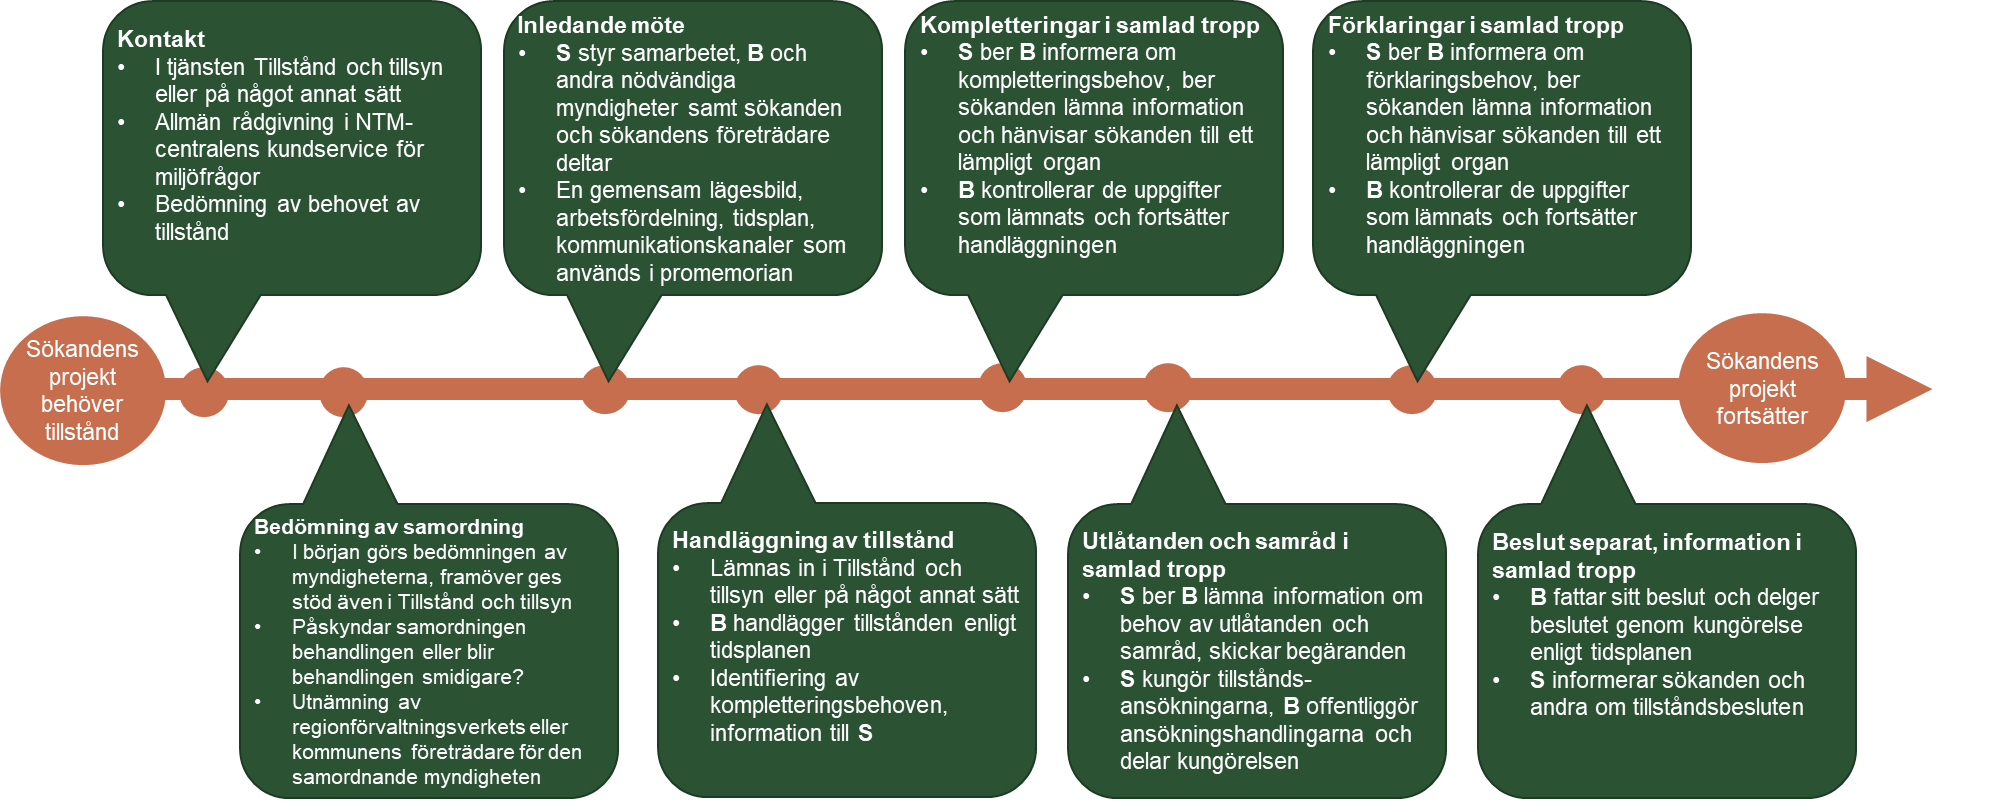 Sökandens
projekt
behöver
tillstånd
Kontakt
• I tjänsten Tillstånd och tillsyn
eller på något annat sätt
• Allmän rådgivning i NTM-
centralens kundservice för
miljöfrågor
• Bedömning av behovet av
tillstånd
Bedömning av samordning
• I början görs bedömningen av
myndigheterna, framöver ges
stöd även i Tillstånd och tillsyn
• Påskyndar samordningen
behandlingen eller blir
behandlingen smidigare?
• Utnämning av
regionförvaltningsverkets eller
kommunens företrädare för den
samordnande myndigheten
Inledande möte
• S styr samarbetet, B och
andra nödvändiga
myndigheter samt sökanden
och sökandens företrädare
deltar
• En gemensam lägesbild,
arbetsfördelning, tidsplan,
kommunikationskanaler som
används i promemorian
Handläggning av tillstånd
• Lämnas in i Tillstånd och
tillsyn eller på något annat sätt
• B handlägger tillstånden enligt
tidsplanen
• Identifiering av
kompletteringsbehoven,
information till S
Kompletteringar i samlad tropp
• S ber B informera om
kompletteringsbehov, ber
sökanden lämna information
och hänvisar sökanden till ett
lämpligt organ
• B kontrollerar de uppgifter
som lämnats och fortsätter
handläggningen
Utlåtanden och samråd i
samlad tropp
• S ber B lämna information om
behov av utlåtanden och
samråd, skickar begäranden
• S kungör tillstånds-
ansökningarna, B offentliggör
ansökningshandlingarna och
delar kungörelsen
Förklaringar i samlad tropp
• S ber B informera om
förklaringsbehov, ber
sökanden lämna information
och hänvisar sökanden till ett
lämpligt organ
• B kontrollerar de uppgifter
som lämnats och fortsätter
handläggningen
Beslut separat, information i
samlad tropp
• B fattar sitt beslut och delger
beslutet genom kungörelse
enligt tidsplanen
• S informerar sökanden och
andra om tillståndsbesluten
Sökandens
projekt
fortsätter